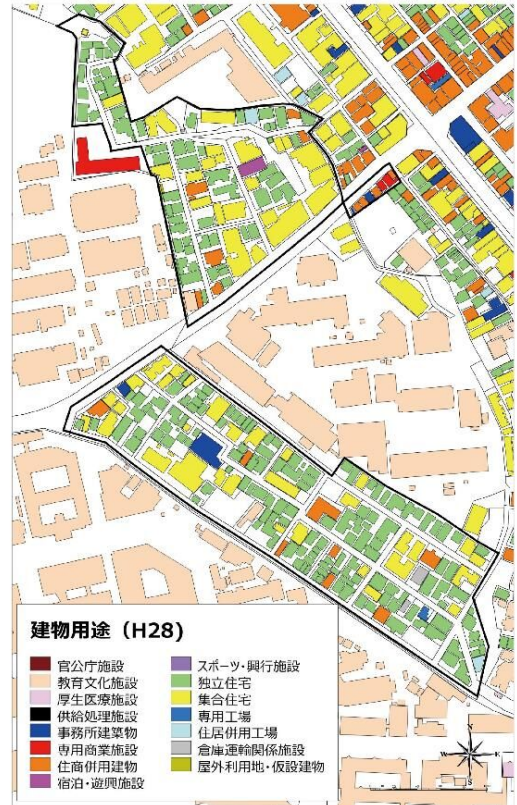 建物用途（H28)
官公庁施設
教育文化施設
厚生医療施設
供給処理施設
事務所建築物
専用商業施設
住商併用建物
宿泊・遊興施設
スポーツ・興行施設
独立住宅
集合住宅
専用工場
住居併用工場
倉庫運輸関係施設
屋外利用地・仮設建物
N
W
E
S